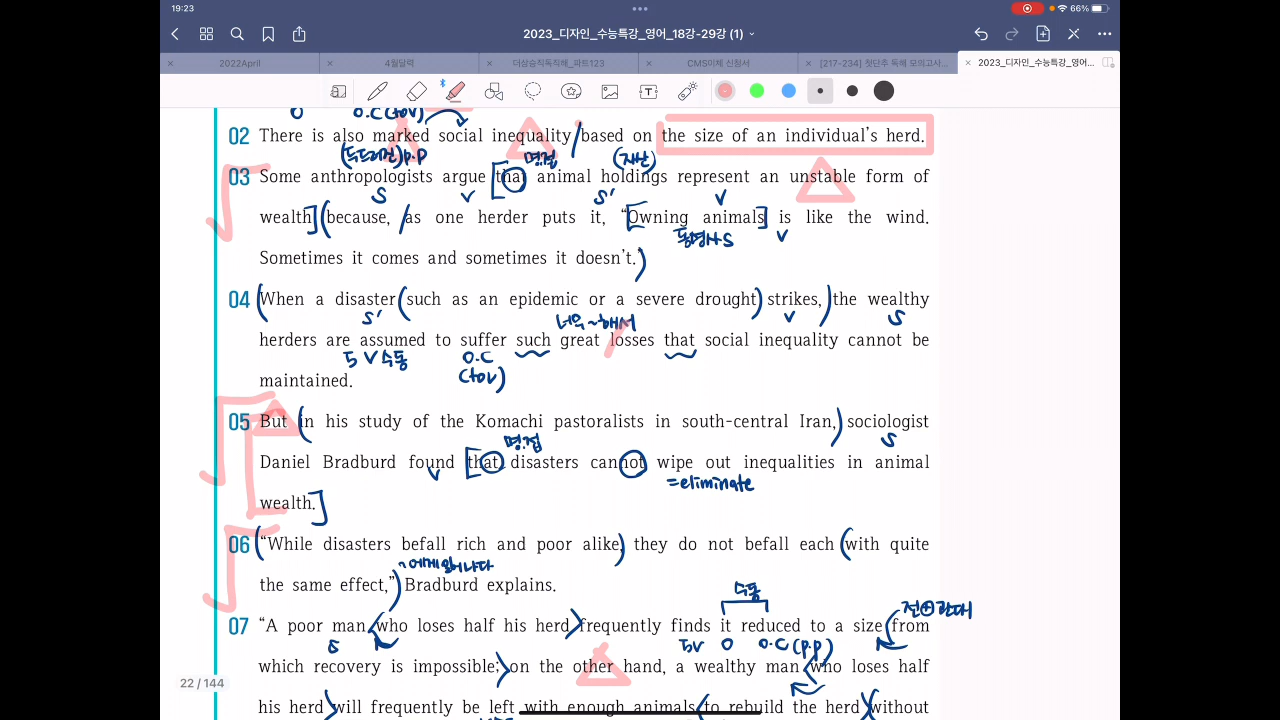 19:23
66%
2023_디자인_수능특강_영어_18강-29강 (1)
2022April
4월달력
더상승직독직해_파트123
CMS이체 신청서
[217-234] 첫단추 독해 모의고사...
2023_디자인_수능특강_영어_18강-29강...
O O.C (to V)
02 There is also marked social inequality / based on the size of an individual's herd.
(두드러진) p.p 명.접 (재산)
03 Some anthropologists argue [that animal holdings represent an unstable form of
S V S' V
wealth] (because, / as one herder puts it, “[Owning animals] is like the wind.
동명사S V
Sometimes it comes and sometimes it doesn't.”)
04 (When a disaster (such as an epidemic or a severe drought) strikes,) the wealthy
S' 너무~해서 V S
herders are assumed to suffer such great losses that social inequality cannot be
5 V 수동 O.C
(to V)
maintained.
05 But (in his study of the Komachi pastoralists in south-central Iran,) sociologist
명.접 S
Daniel Bradburd found [that disasters cannot wipe out inequalities in animal
V =eliminate
wealth.]
06 (“While disasters befall rich and poor alike,) they do not befall each (with quite
~에게 일어나다
the same effect,”) Bradburd explains.
수동
07 “A poor man <who loses half his herd> frequently finds it reduced to a size from
S 5V O O.C (p.p) 전+관대
which recovery is impossible;> on the other hand, a wealthy man <who loses half
his herd> will frequently be left with enough animals (to rebuild the herd) (without
22 / 144